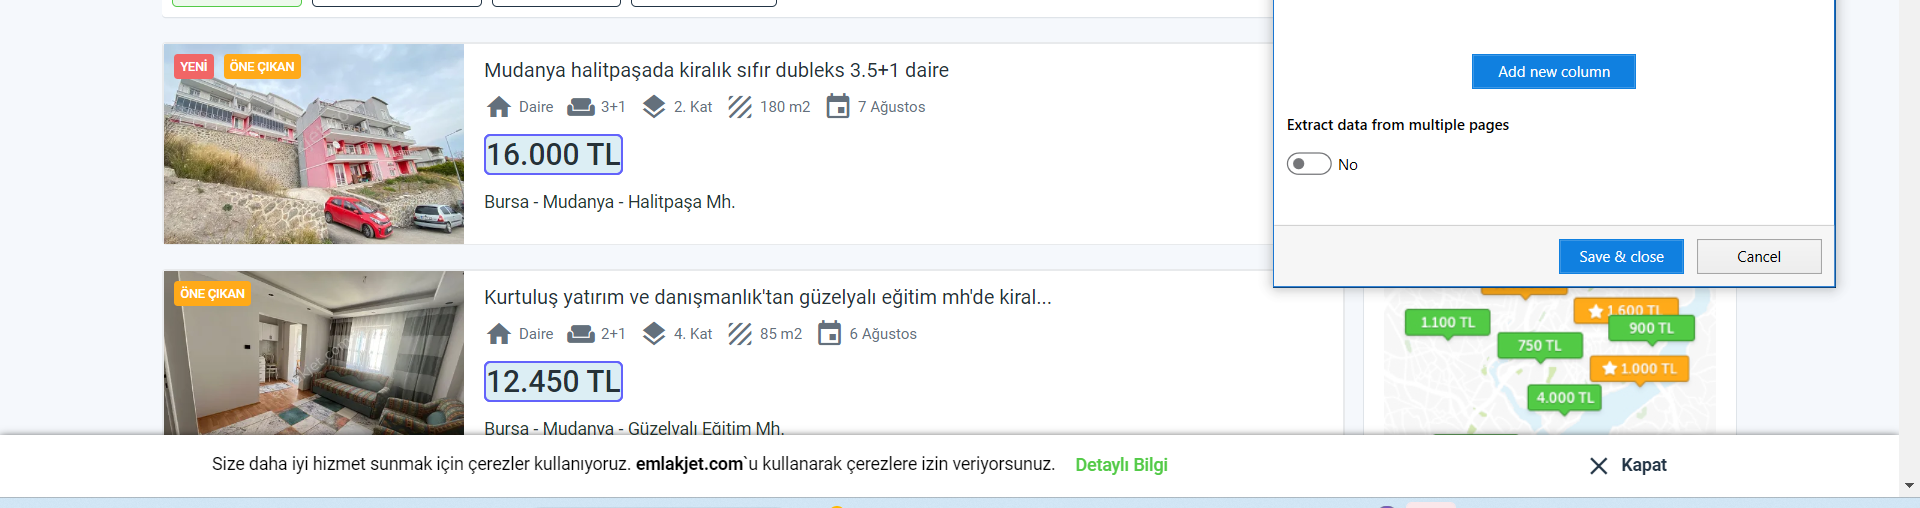 YENİ
ÖNE ÇIKAN
Mudanya halitpaşada kiralık sıfır dubleks 3.5+1 daire
Daire 3+1 2. Kat 180 m2 7 Ağustos
16.000 TL
Bursa - Mudanya - Halitpaşa Mh.
ÖNE ÇIKAN
Kurtuluş yatırım ve danışmanlık'tan güzelyalı eğitim mh'de kiral...
Daire 2+1 4. Kat 85 m2 6 Ağustos
12.450 TL
Bursa - Mudanya - Güzelyalı Eğitim Mh.
Add new column
Extract data from multiple pages
No
Save & close
Cancel
1.600 TL
1.100 TL
900 TL
750 TL
1.000 TL
4.000 TL
Size daha iyi hizmet sunmak için çerezler kullanıyoruz. emlakjet.com`u kullanarak çerezlere izin veriyorsunuz. Detaylı Bilgi
Kapat